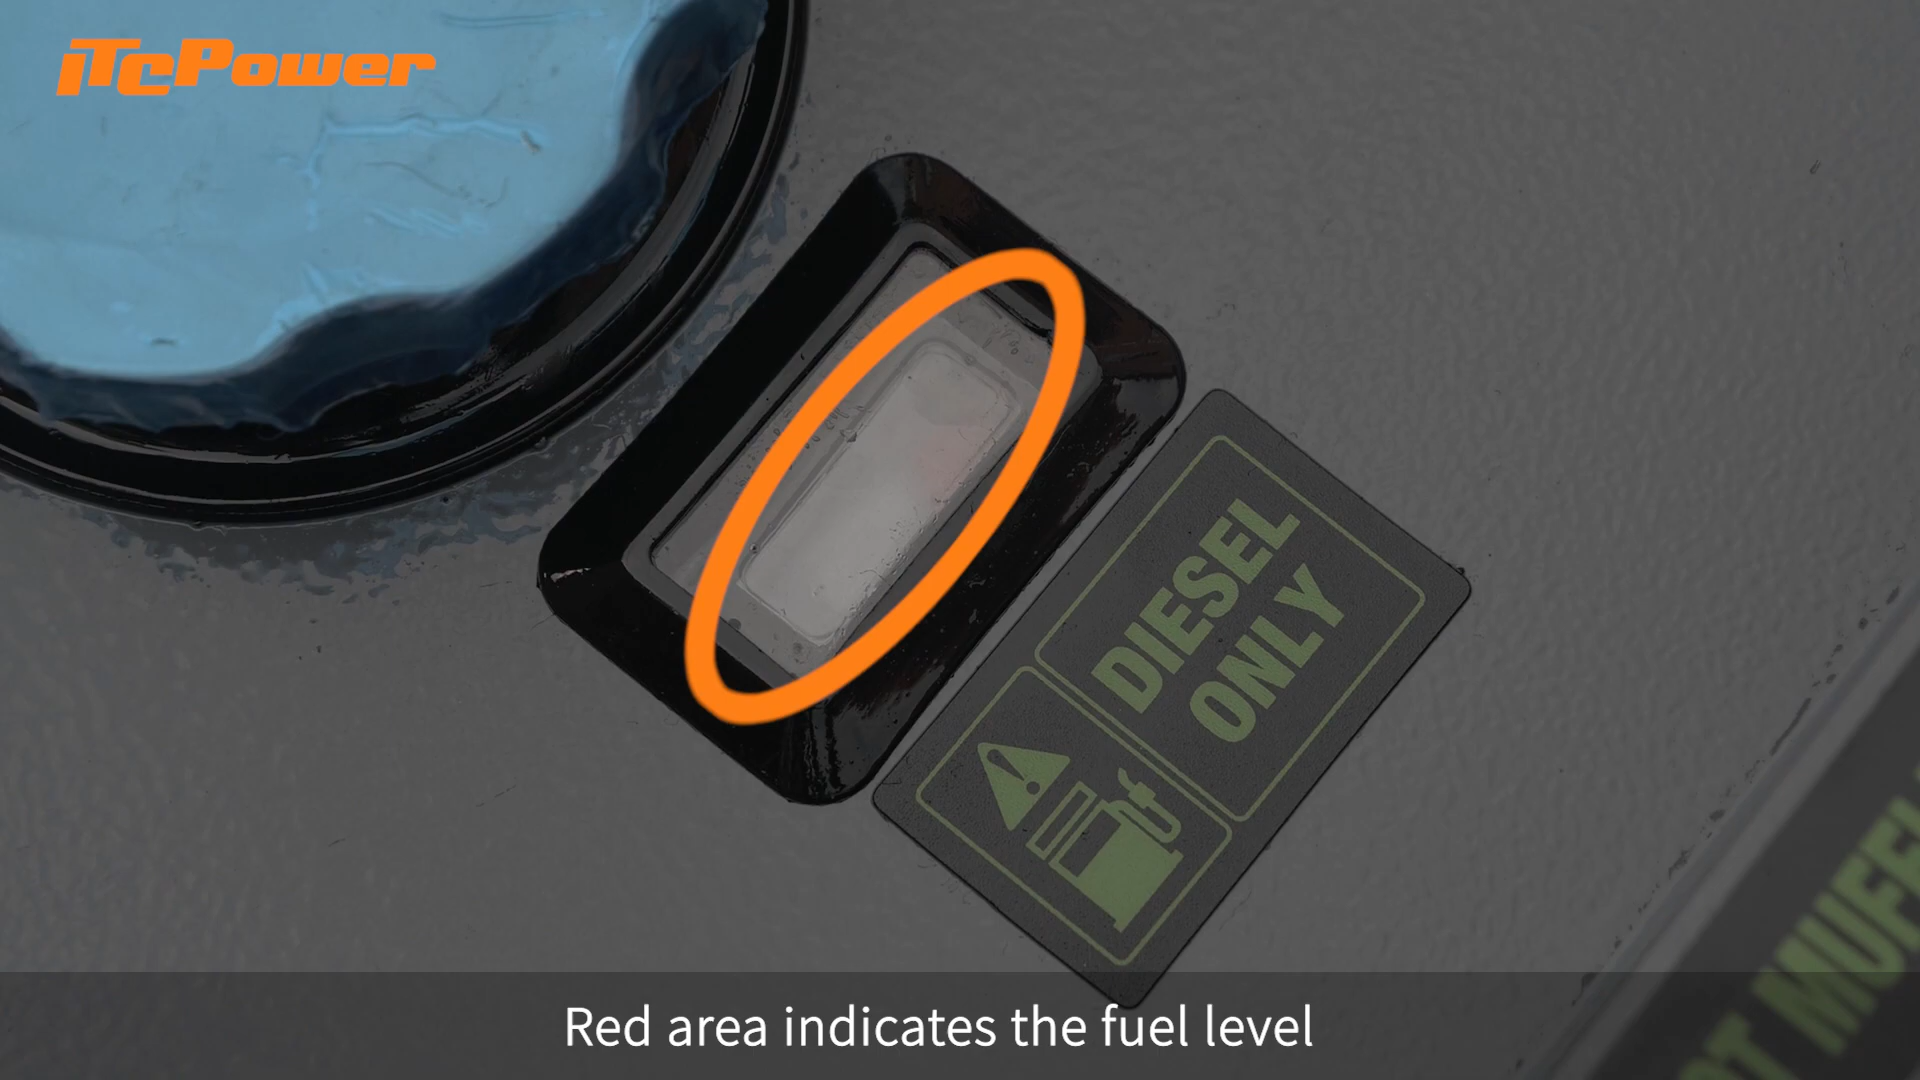 iTCPower
DIESEL
ONLY
Red area indicates the fuel level